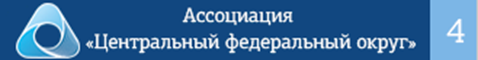 Ассоциация
«Центральный федеральный округ»
4